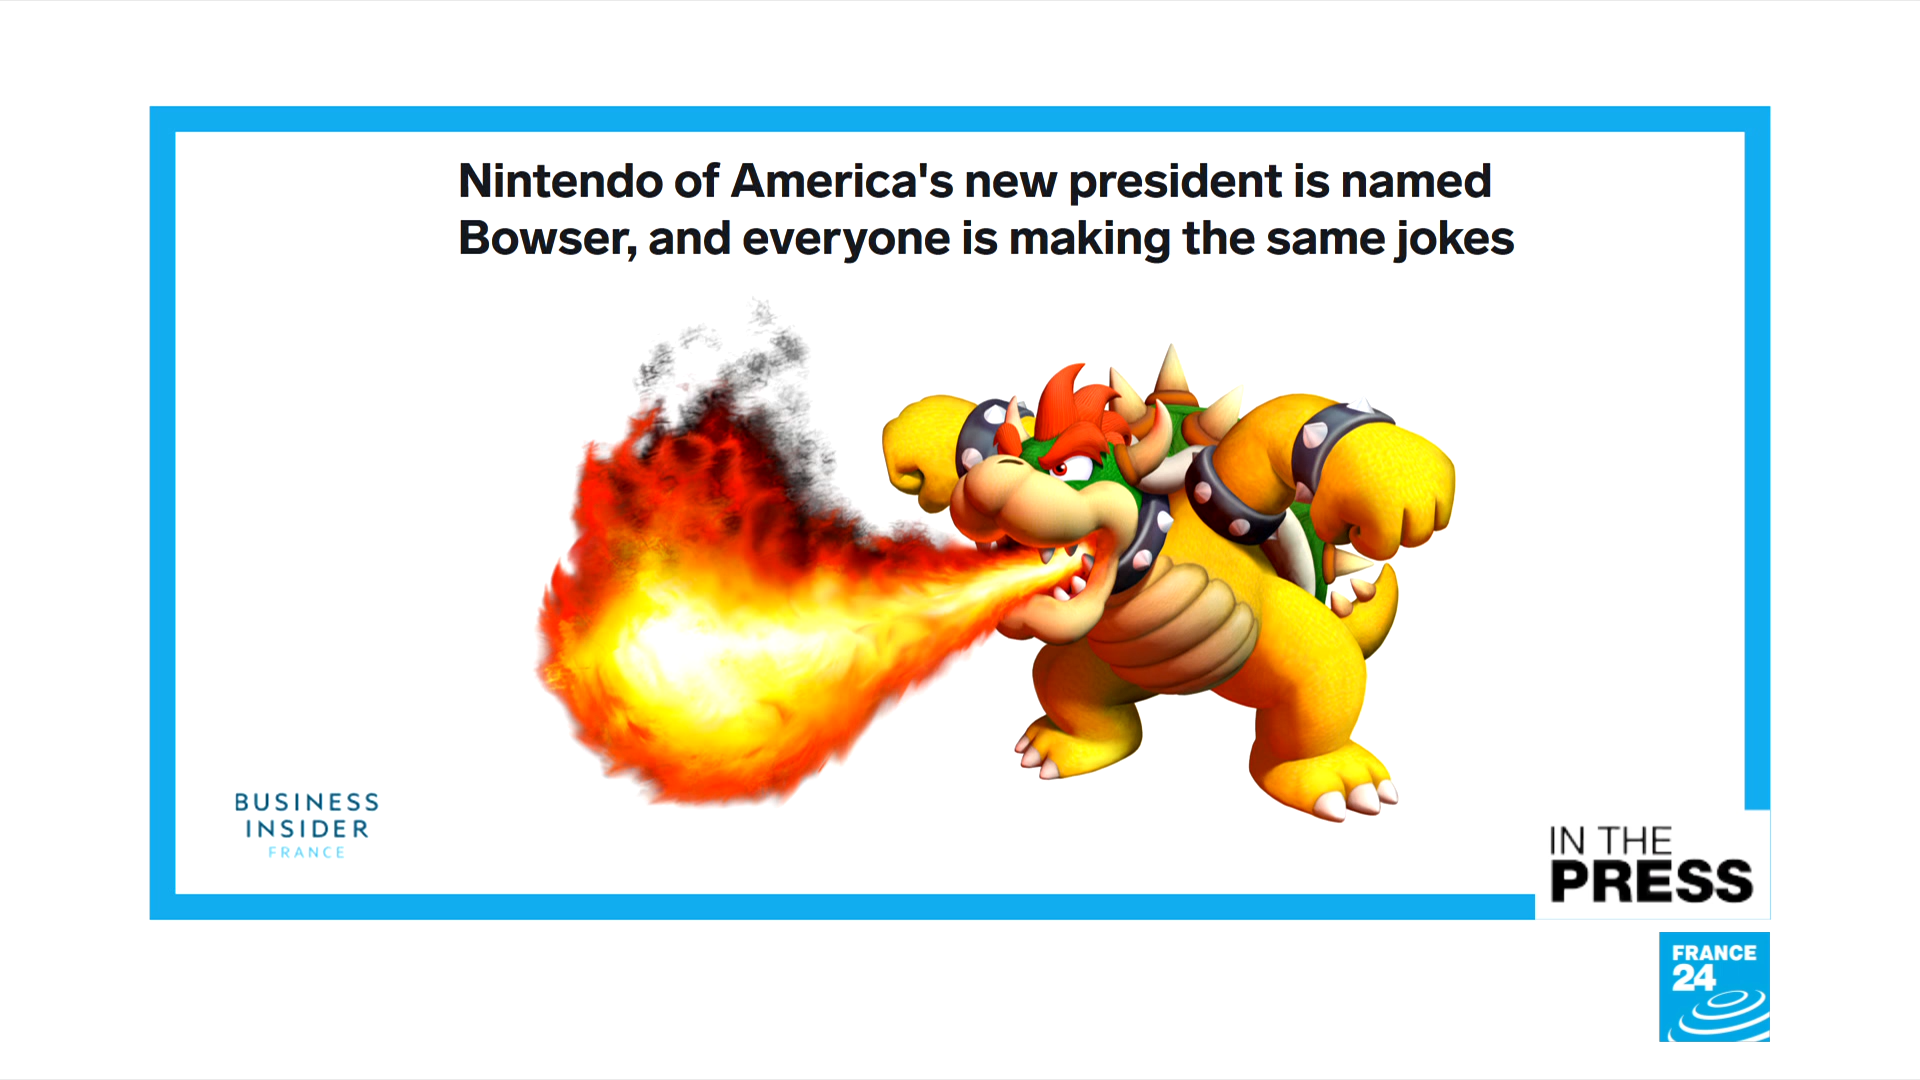 Nintendo of America's new president is named
Bowser, and everyone is making the same jokes
BUSINESS
INSIDER
FRANCE
IN THE
PRESS
FRANCE
24